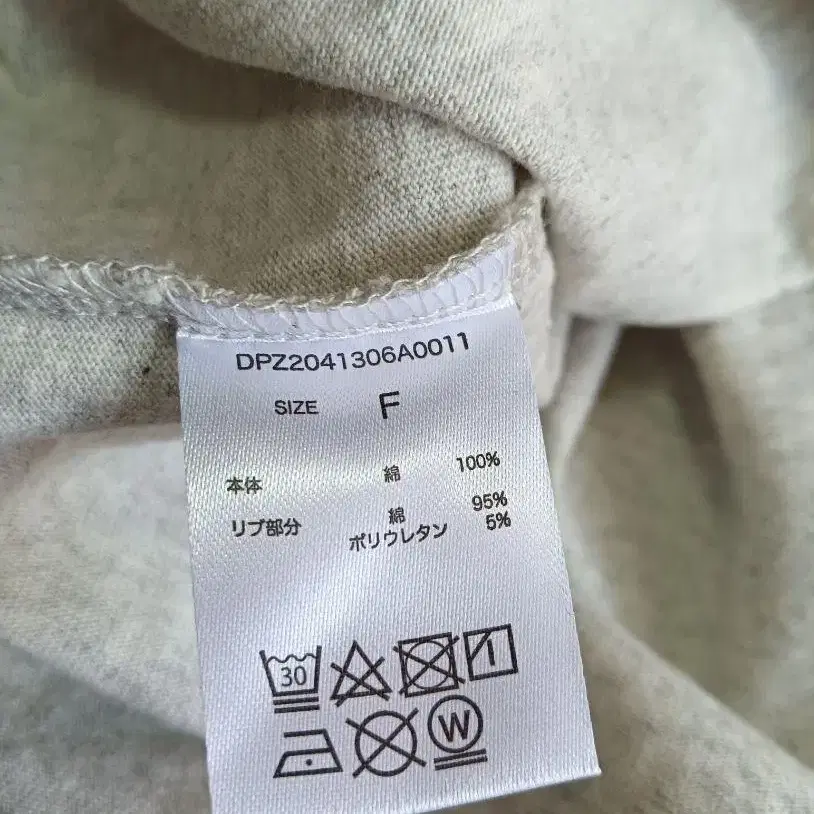 DPZ2041306A0011
SIZE F
本体 綿 100%
リブ部分 綿 95%
ポリウレタン 5%
30
W